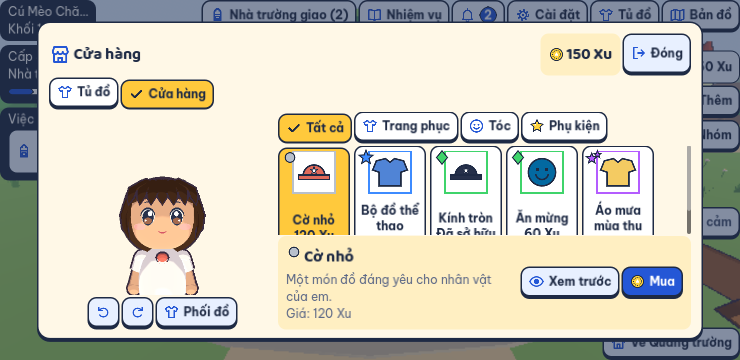 Cú Mèo Chă...
Khối
Nhà trường giao (2)
Nhiệm vụ
2
Cài đặt
Tủ đồ
Bản đồ
Cửa hàng
150 Xu
Đóng
Cấp
Nhà t
50 Xu
Tủ đồ
Cửa hàng
Thêm
Việc
Tất cả
Trang phục
Tóc
Phụ kiện
Nhóm
Cờ nhỏ
120 Xu
Bộ đồ thể
thao
Kính tròn
Đã sở hữu
Ăn mừng
60 Xu
Áo mưa
mùa thu
cảm
Cờ nhỏ
Một món đồ đáng yêu cho nhân vật
của em.
Giá: 120 Xu
Xem trước
Mua
Phối đồ
Về Quảng trường